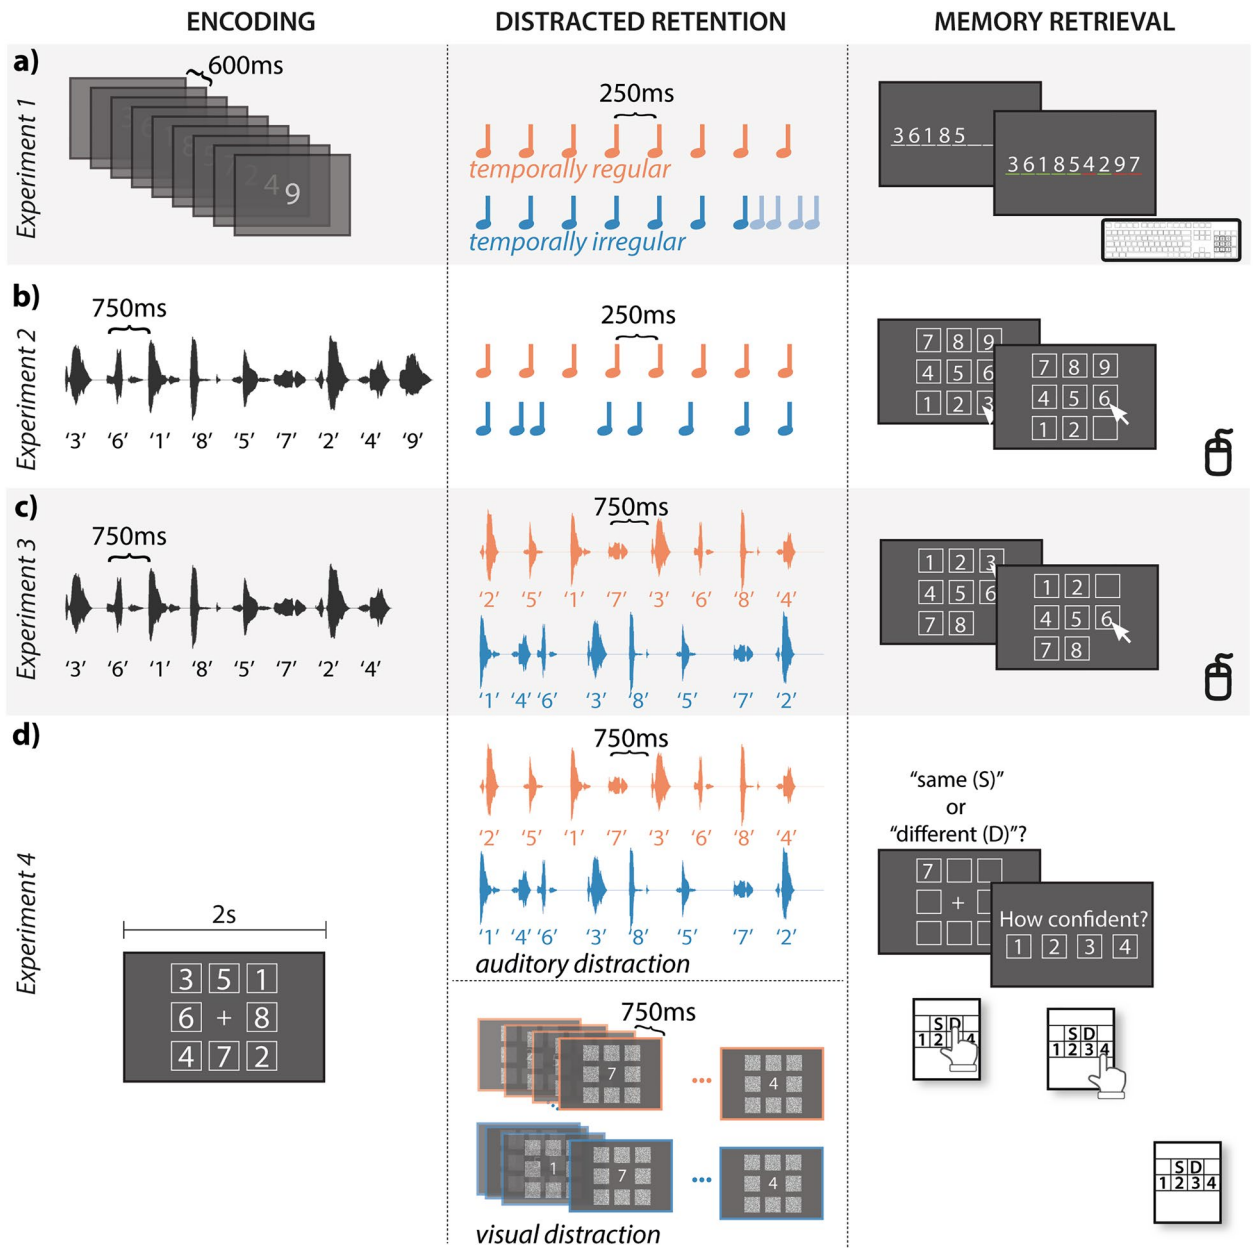 ENCODING
DISTRACTED RETENTION
MEMORY RETRIEVAL
a)
Experiment 1
600ms
4 9
250ms
temporally regular
temporally irregular
36185
361854297
b)
Experiment 2
750ms
'3' '6' '1' '8' '5' '7' '2' '4' '9'
250ms
7 8 9
4 5 6
1 2 3
7 8 9
4 5 6
1 2
c)
Experiment 3
750ms
'3' '6' '1' '8' '5' '7' '2' '4'
750ms
'2' '5' '1' '7' '3' '6' '8' '4'
'1' '4' '6' '3' '8' '5' '7' '2'
1 2 3
4 5 6
7 8
1 2
4 5 6
7 8
d)
Experiment 4
2s
3 5 1
6 + 8
4 7 2
750ms
'2' '5' '1' '7' '3' '6' '8' '4'
'1' '4' '6' '3' '8' '5' '7' '2'
auditory distraction
750ms
7
4
1
7
4
visual distraction
"same (S)"
or
"different (D)"?
7
+
How confident?
1 2 3 4
S D
1 2 4
S D
1 2 3 4
S D
1 2 3 4